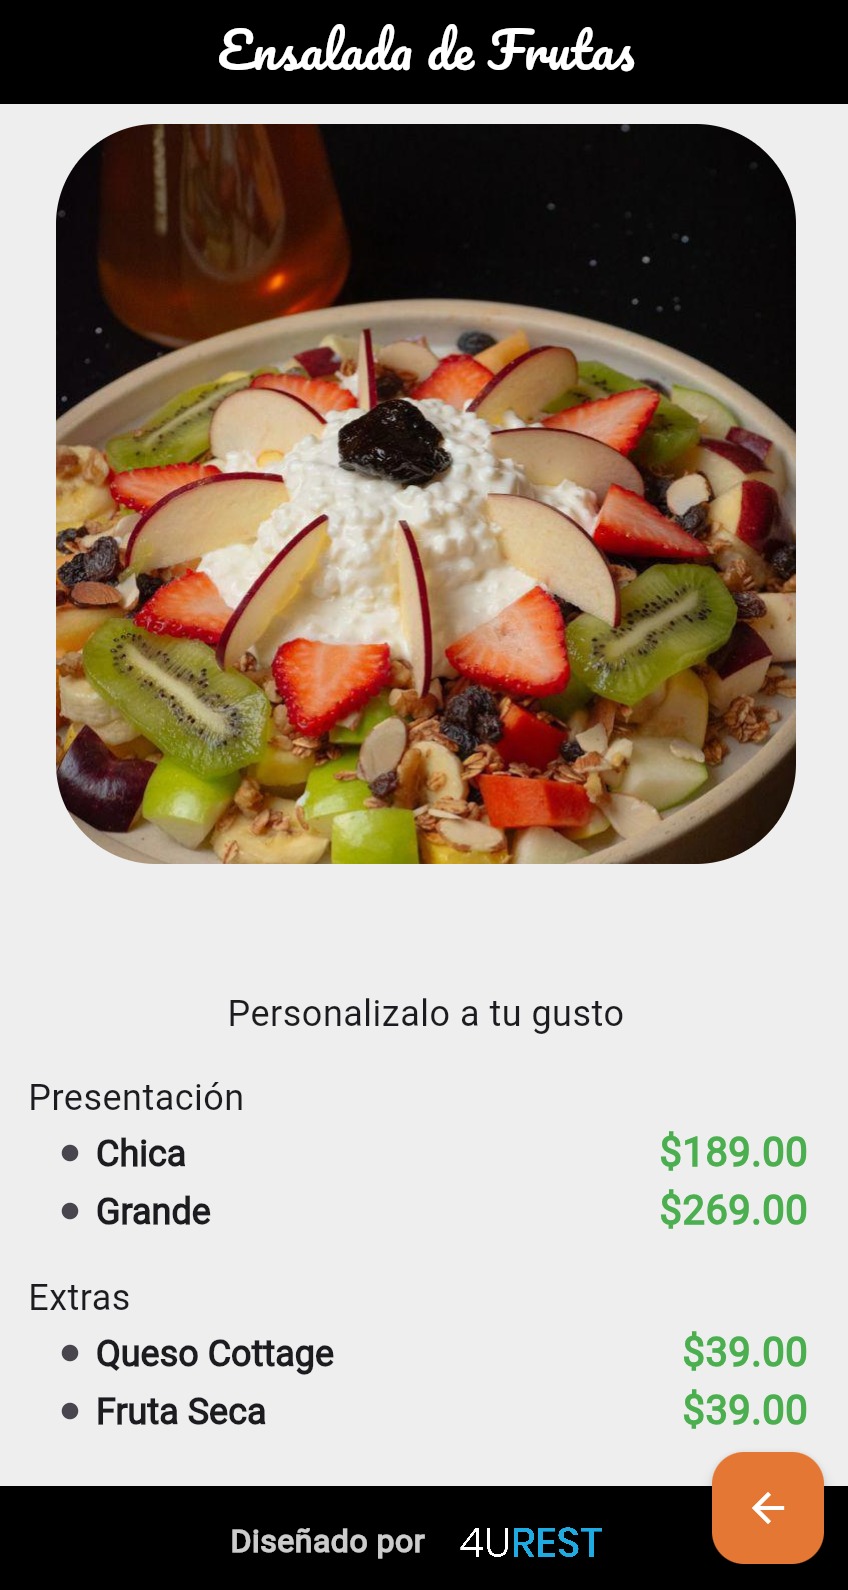 Ensalada de Frutas
Personalizalo a tu gusto
Presentación
Chica $189.00
Grande $269.00
Extras
Queso Cottage $39.00
Fruta Seca $39.00
Diseñado por 4UREST